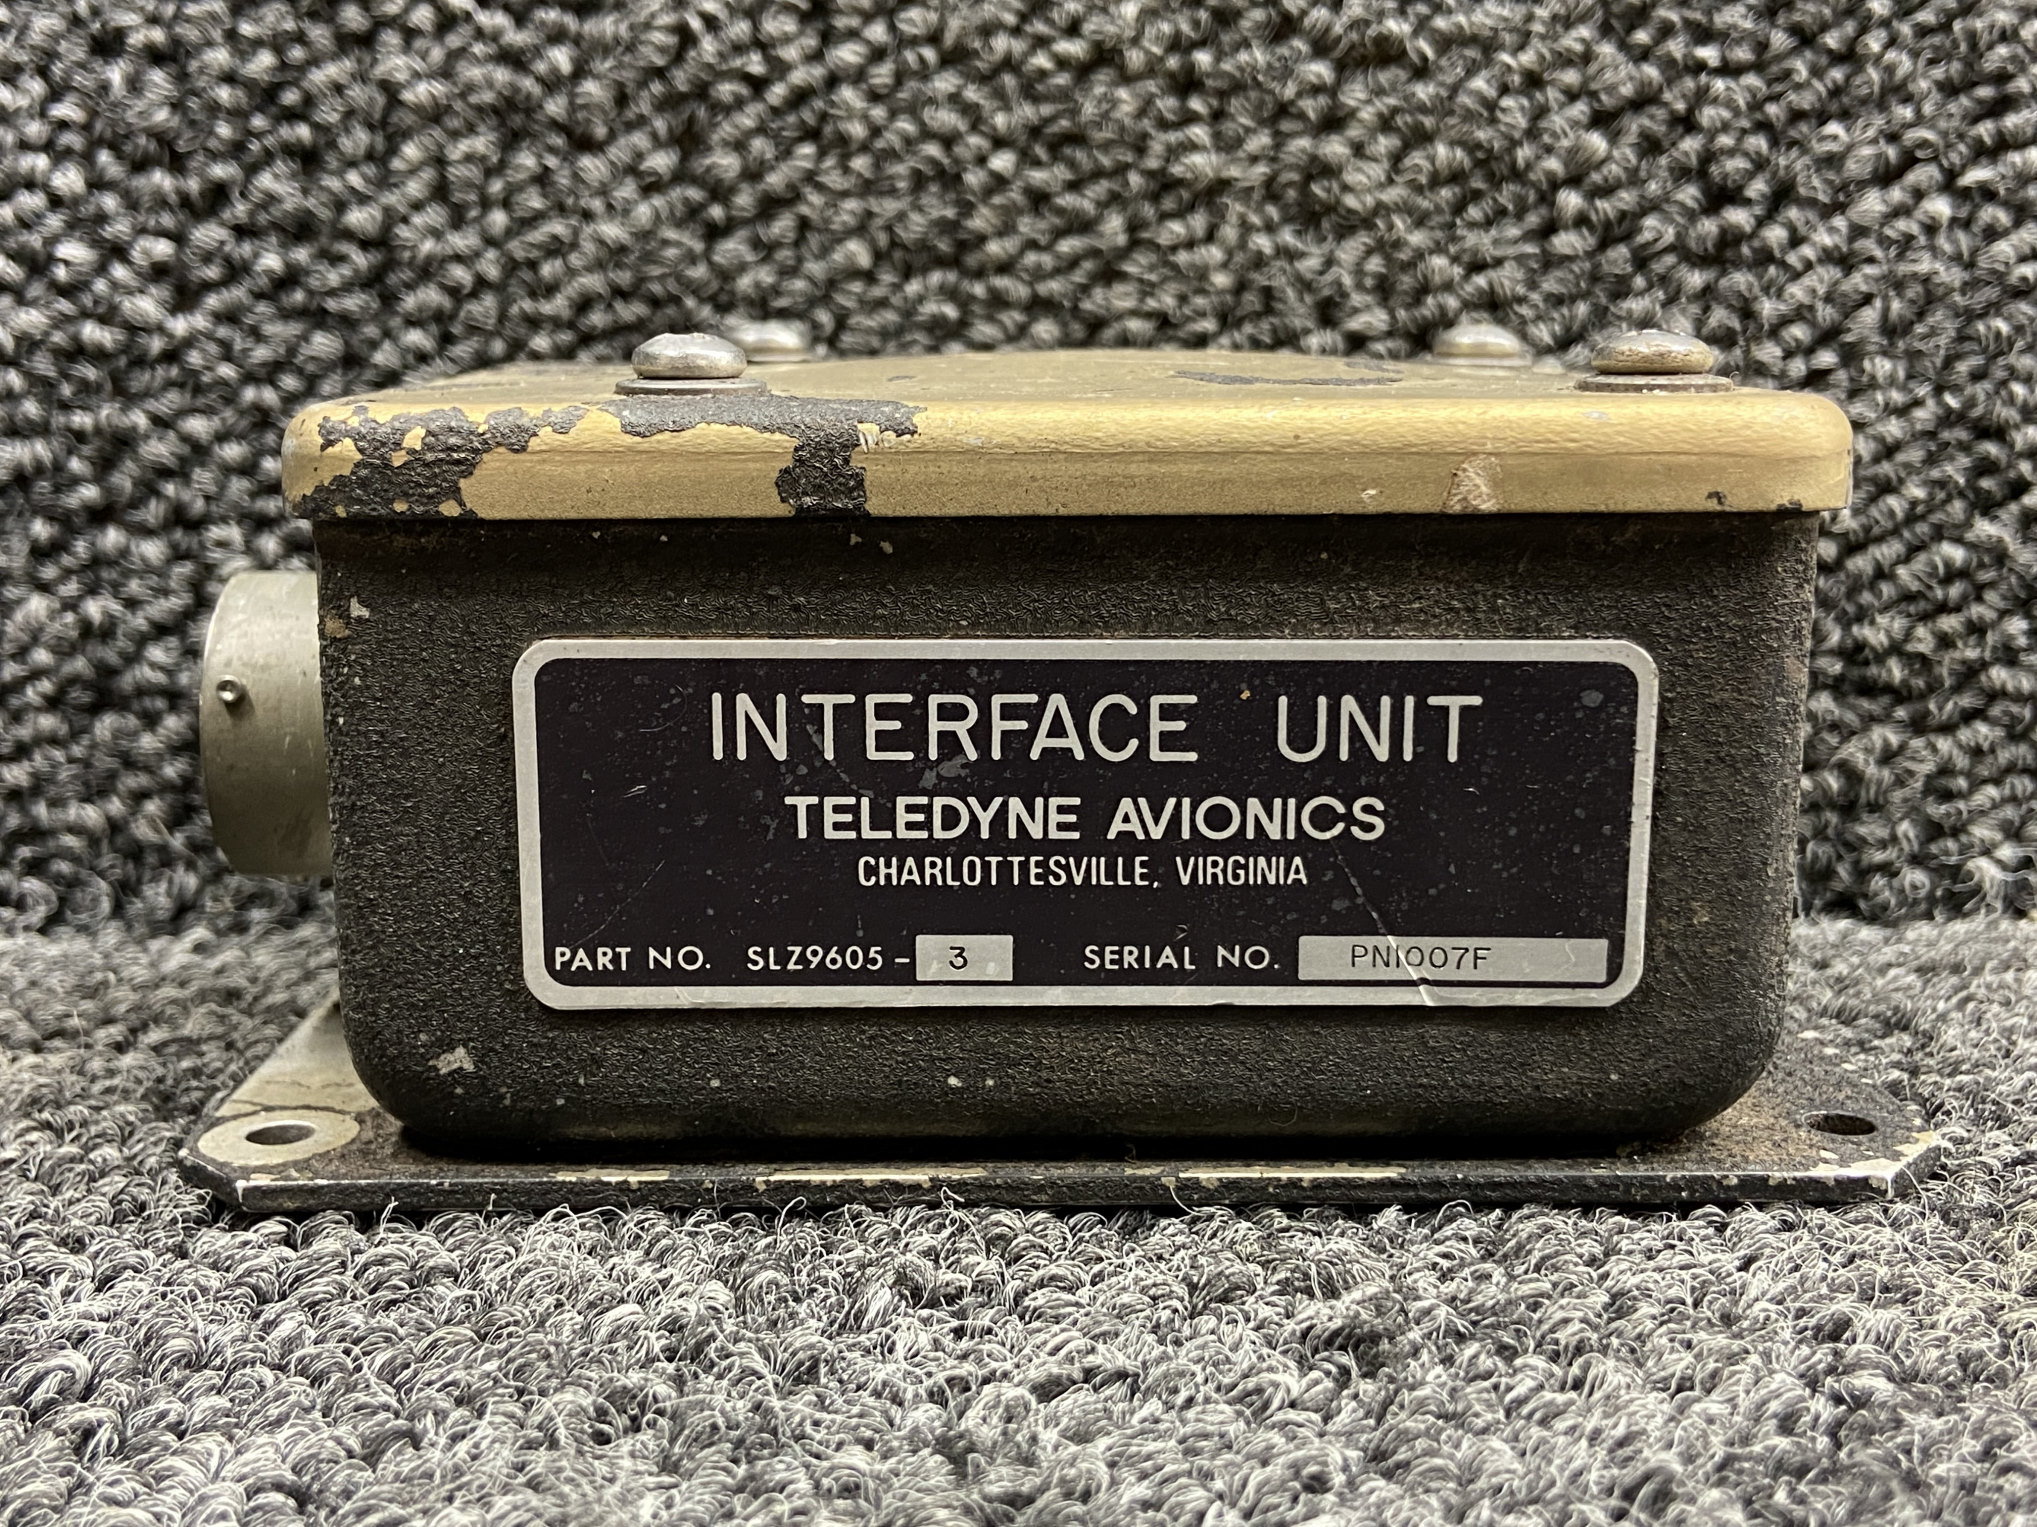 INTERFACE UNIT
TELEDYNE AVIONICS
CHARLOTTESVILLE, VIRGINIA
PART NO. SLZ9605-3 SERIAL NO. PN1007F